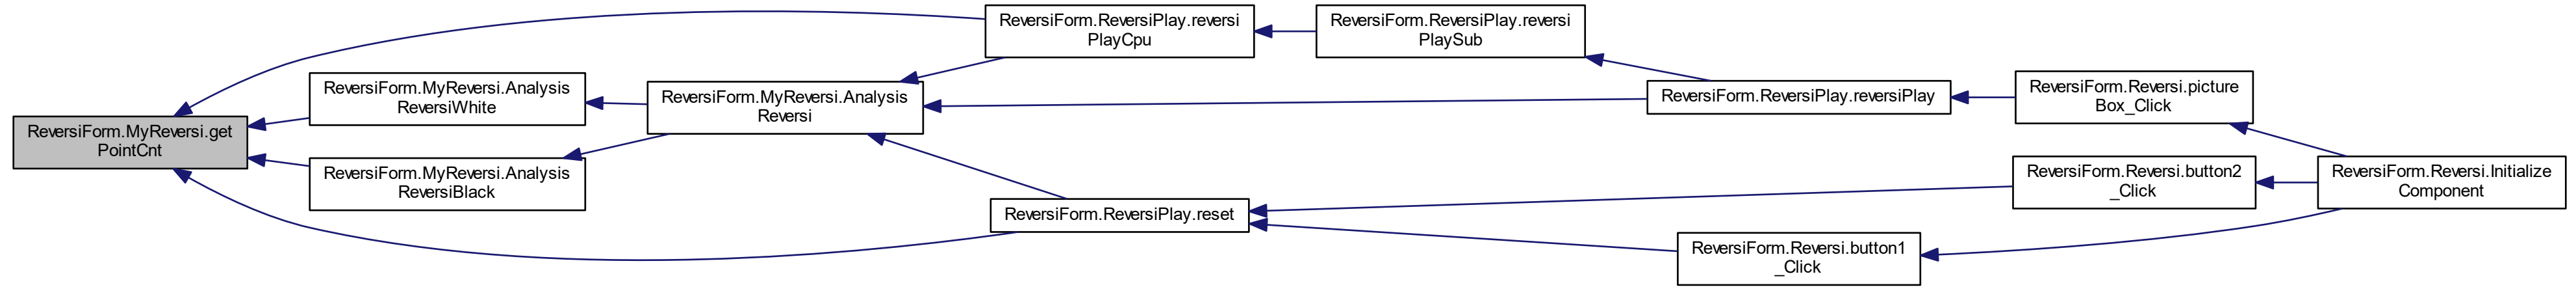 ReversiForm.MyReversi.get
PointCnt
ReversiForm.MyReversi.Analysis
ReversiWhite
ReversiForm.MyReversi.Analysis
ReversiBlack
ReversiForm.MyReversi.Analysis
Reversi
ReversiForm.ReversiPlay.reversi
PlayCpu
ReversiForm.ReversiPlay.reset
ReversiForm.ReversiPlay.reversi
PlaySub
ReversiForm.ReversiPlay.reversiPlay
ReversiForm.Reversi.button1
_Click
ReversiForm.Reversi.picture
Box_Click
ReversiForm.Reversi.button2
_Click
ReversiForm.Reversi.Initialize
Component